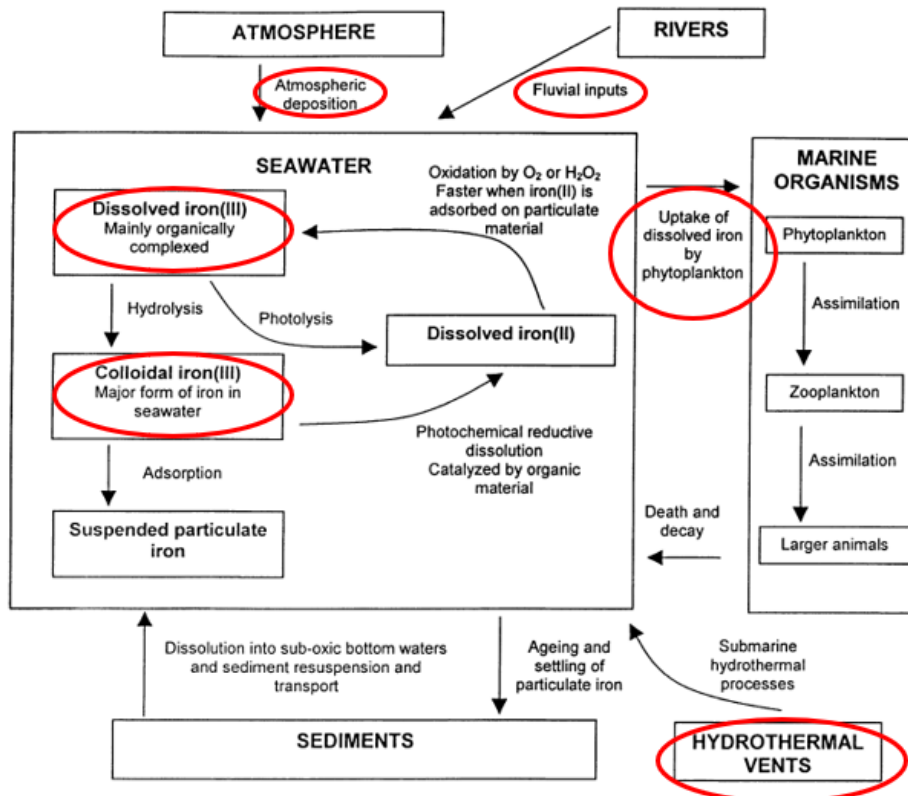 ATMOSPHERE
RIVERS
Atmospheric
deposition
Fluvial inputs
SEAWATER
Oxidation by O₂ or H₂O₂
Faster when iron(II) is
adsorbed on particulate
material
Dissolved iron(III)
Mainly organically
complexed
Hydrolysis
Photolysis
Dissolved iron(II)
Colloidal iron(III)
Major form of iron in
seawater
Photochemical reductive
dissolution
Catalyzed by organic
material
Adsorption
Suspended particulate
iron
Uptake of
dissolved iron
by
phytoplankton
MARINE
ORGANISMS
Phytoplankton
Assimilation
Zooplankton
Assimilation
Larger animals
Death and
decay
Dissolution into sub-oxic bottom waters
and sediment resuspension and
transport
Ageing and
settling of
particulate iron
Submarine
hydrothermal
processes
SEDIMENTS
HYDROTHERMAL
VENTS